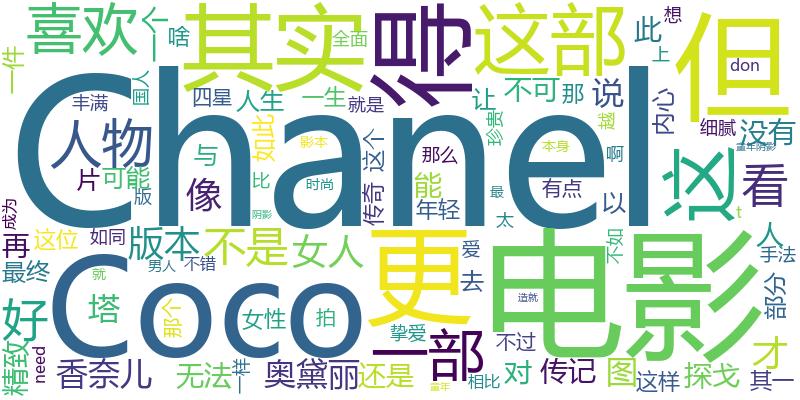 喜欢
一个
啥
其实
全面
得
这部
此
想
上
但
don
一件
丰满
国人
四星
人生
一生
就是
让
不可
那
说
内心
细腻
没有
Chanel
人物
与
如此
影本
这个
珍贵
越
本身
童年阴影
片
可能
像
比
时尚
传奇
那么
能
啊
有点
这
看
版
阴影
年轻
最
太
以
t
成为
再
这位
如同
版本
不是
女人
更
爱
电影
不如
人
最终
男人
不错
去
手法
Coco
就
好
塔
那个
女性
拍
挚爱
造就
部分
精致
need
一部
不过
才
香奈儿
无法
一件
奥黛丽
还是
童年
相比
对
传记
图
这样
探戈
其一